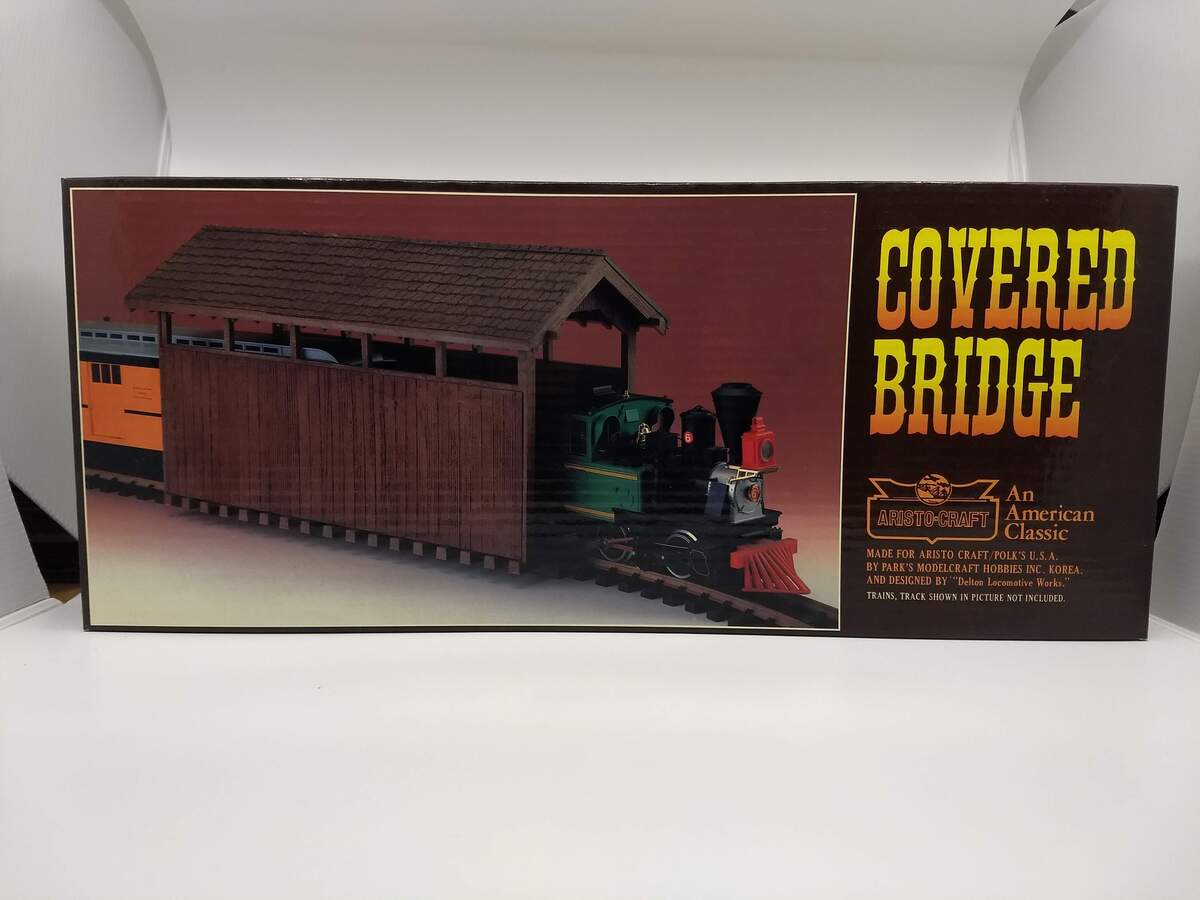 COVERED
BRIDGE
ARISTO-CRAFT
An
American
Classic
MADE FOR ARISTO CRAFT/POLK'S U.S.A.
BY PARK'S MODELCRAFT HOBBIES INC. KOREA.
AND DESIGNED BY "Delton Locomotive Works."
TRAINS, TRACK SHOWN IN PICTURE NOT INCLUDED.
6